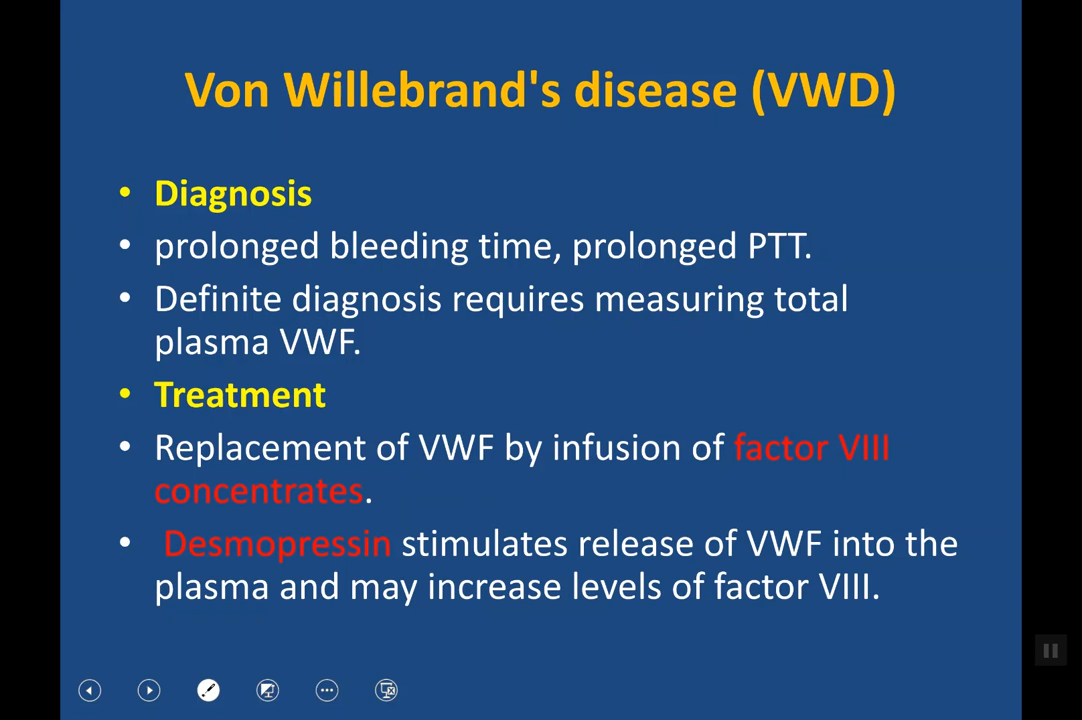 Von Willebrand's disease (VWD)
• Diagnosis
• prolonged bleeding time, prolonged PTT.
• Definite diagnosis requires measuring total
plasma VWF.
• Treatment
• Replacement of VWF by infusion of factor VIII
concentrates.
• Desmopressin stimulates release of VWF into the
plasma and may increase levels of factor VIII.